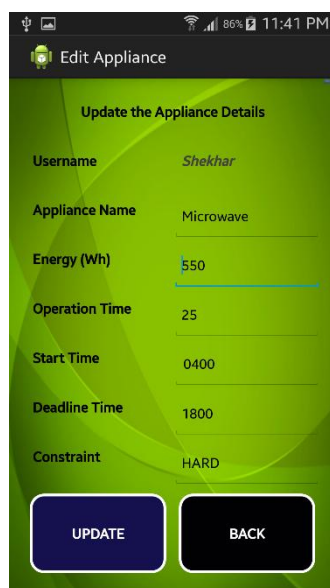 86% 11:41 PM
Edit Appliance
Update the Appliance Details
Username Shekhar
Appliance Name Microwave
Energy (Wh) 550
Operation Time 25
Start Time 0400
Deadline Time 1800
Constraint HARD
UPDATE BACK